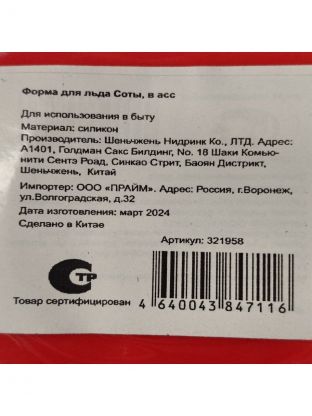 Форма для льда Соты, в асс
Для использования в быту
Материал: силикон
Производитель: Шеньчжень Нидринк Ко., ЛТД. Адрес:
А1401, Голдман Сакс Билдинг, No. 18 Шаки Комью-
нити Сентэ Роад, Синкао Стрит, Баоян Дистрикт,
Шеньчжень, Китай
Импортер: ООО «ПРАЙМ». Адрес: Россия, г.Воронеж,
ул.Волгоградская, д.32
Дата изготовления: март 2024
Сделано в Китае
Артикул: 321958
СТР
Товар сертифицирован
4 640043 847116